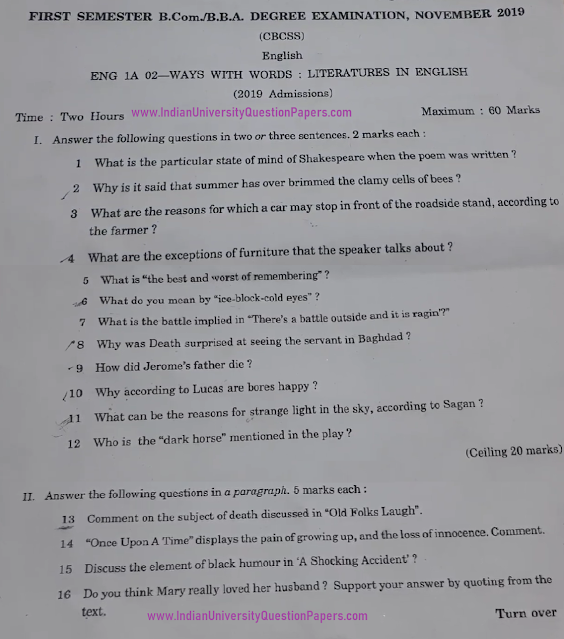 FIRST SEMESTER B.Com./B.B.A. DEGREE EXAMINATION, NOVEMBER 2019
(CBCSS)
English
ENG 1A 02—WAYS WITH WORDS : LITERATURES IN ENGLISH
(2019 Admissions)
Time : Two Hours www.IndianUniversityQuestionPapers.com Maximum : 60 Marks
I. Answer the following questions in two or three sentences. 2 marks each :
1 What is the particular state of mind of Shakespeare when the poem was written ?
2 Why is it said that summer has over brimmed the clamy cells of bees ?
3 What are the reasons for which a car may stop in front of the roadside stand, according to
the farmer ?
4 What are the exceptions of furniture that the speaker talks about ?
5 What is “the best and worst of remembering” ?
6 What do you mean by “ice-block-cold eyes” ?
7 What is the battle implied in “There’s a battle outside and it is ragin’?”
8 Why was Death surprised at seeing the servant in Baghdad ?
9 How did Jerome’s father die ?
10 Why according to Lucas are bores happy ?
11 What can be the reasons for strange light in the sky, according to Sagan ?
12 Who is the “dark horse” mentioned in the play ?
(Ceiling 20 marks)
II. Answer the following questions in a paragraph. 5 marks each :
13 Comment on the subject of death discussed in “Old Folks Laugh”.
14 “Once Upon A Time” displays the pain of growing up, and the loss of innocence. Comment.
15 Discuss the element of black humour in ‘A Shocking Accident’ ?
16 Do you think Mary really loved her husband ? Support your answer by quoting from the
text.
www.IndianUniversityQuestionPapers.com Turn over